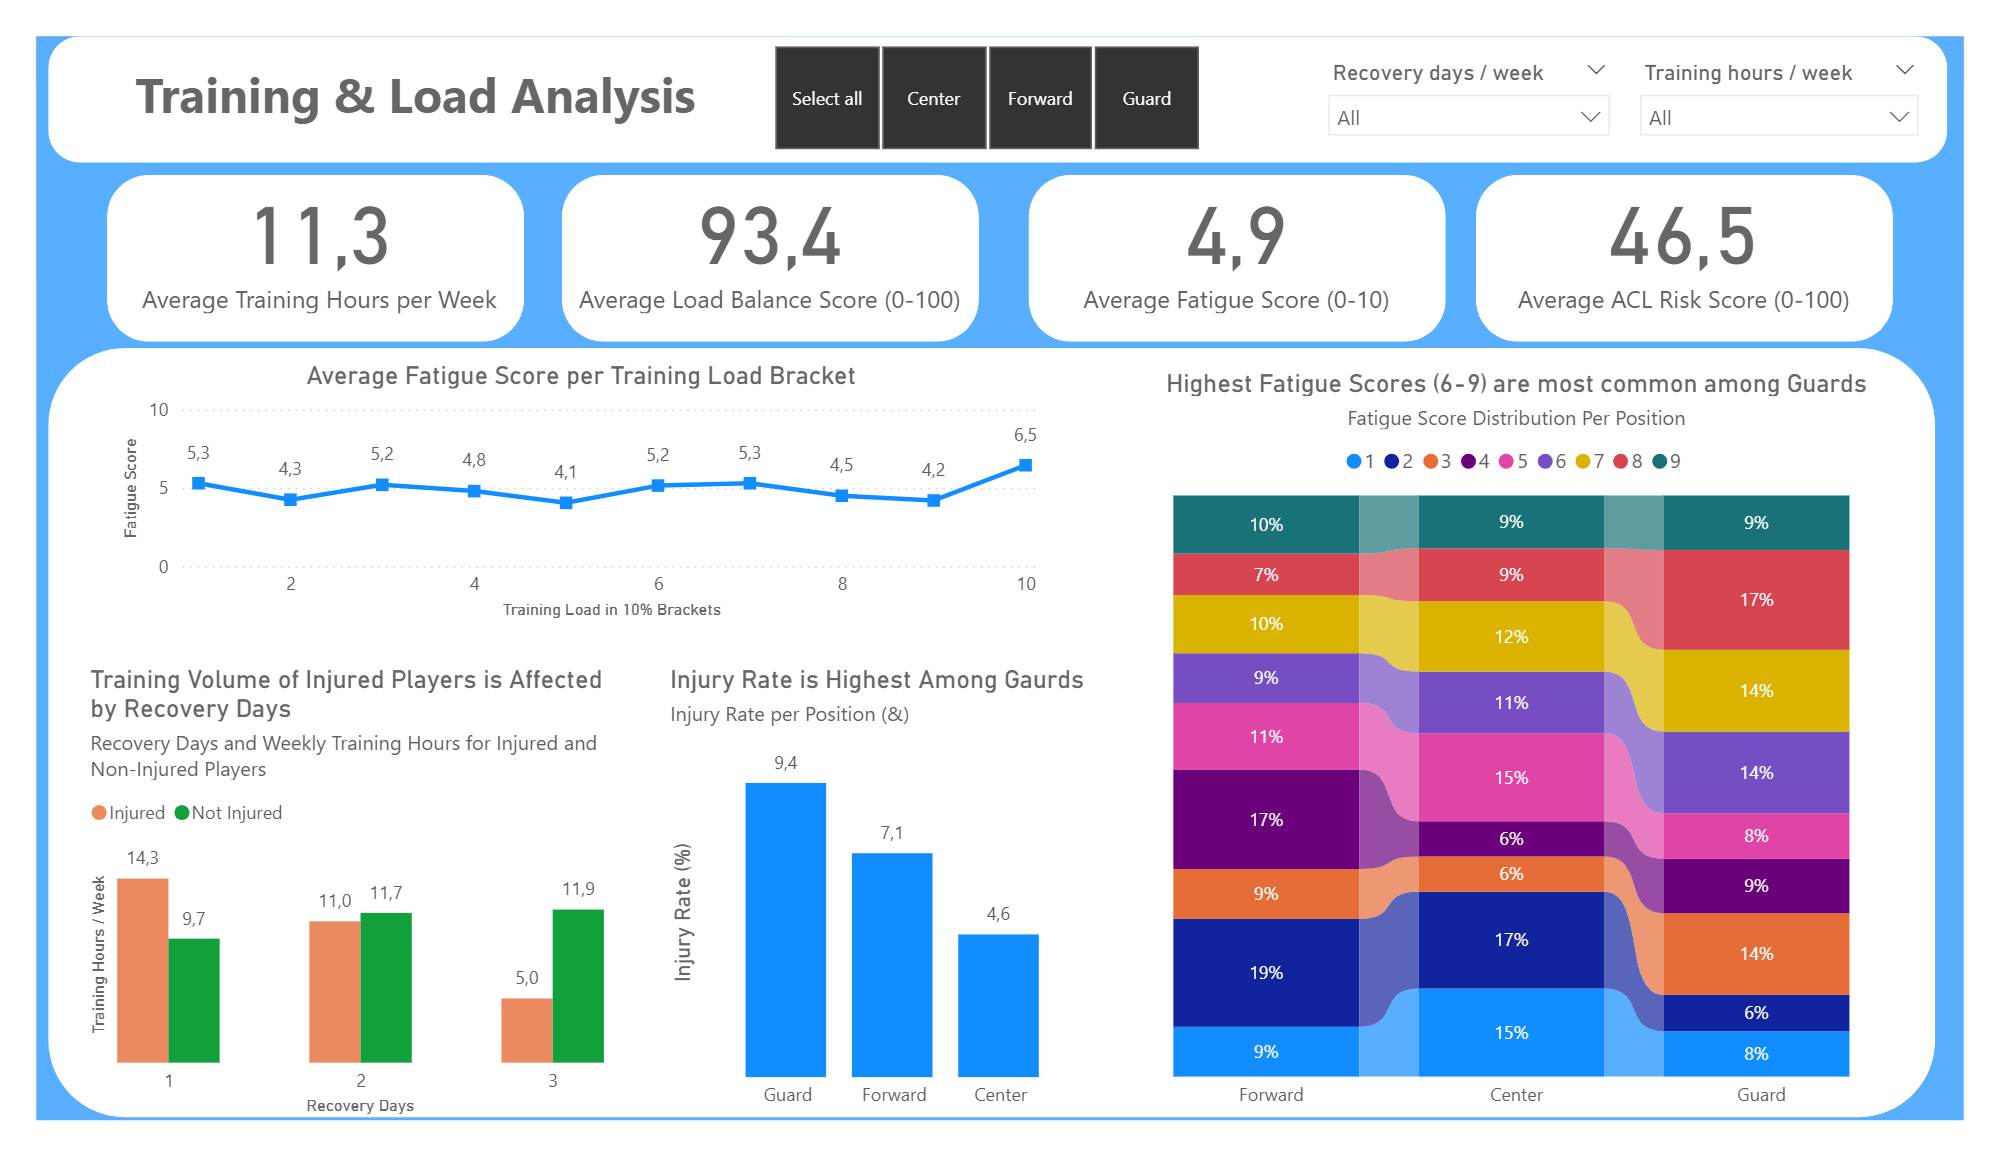 Training & Load Analysis
Select all
Center
Forward
Guard
Recovery days / week
All
Training hours / week
All
11,3
Average Training Hours per Week
93,4
Average Load Balance Score (0-100)
4,9
Average Fatigue Score (0-10)
46,5
Average ACL Risk Score (0-100)
Average Fatigue Score per Training Load Bracket
Fatigue Score
10
5
0
5,3
4,3
5,2
4,8
4,1
5,2
5,3
4,5
4,2
6,5
2
4
6
8
10
Training Load in 10% Brackets
Training Volume of Injured Players is Affected
by Recovery Days
Recovery Days and Weekly Training Hours for Injured and
Non-Injured Players
Injured
Not Injured
Training Hours / Week
14,3
9,7
11,0
11,7
5,0
11,9
1
2
3
Recovery Days
Injury Rate is Highest Among Gaurds
Injury Rate per Position (&)
Injury Rate (%)
9,4
7,1
4,6
Guard
Forward
Center
Highest Fatigue Scores (6-9) are most common among Guards
Fatigue Score Distribution Per Position
1 2 3 4 5 6 7 8 9
10%
7%
10%
9%
11%
17%
9%
19%
9%
9%
9%
12%
11%
15%
6%
6%
17%
15%
9%
17%
14%
14%
8%
9%
14%
6%
8%
Forward
Center
Guard